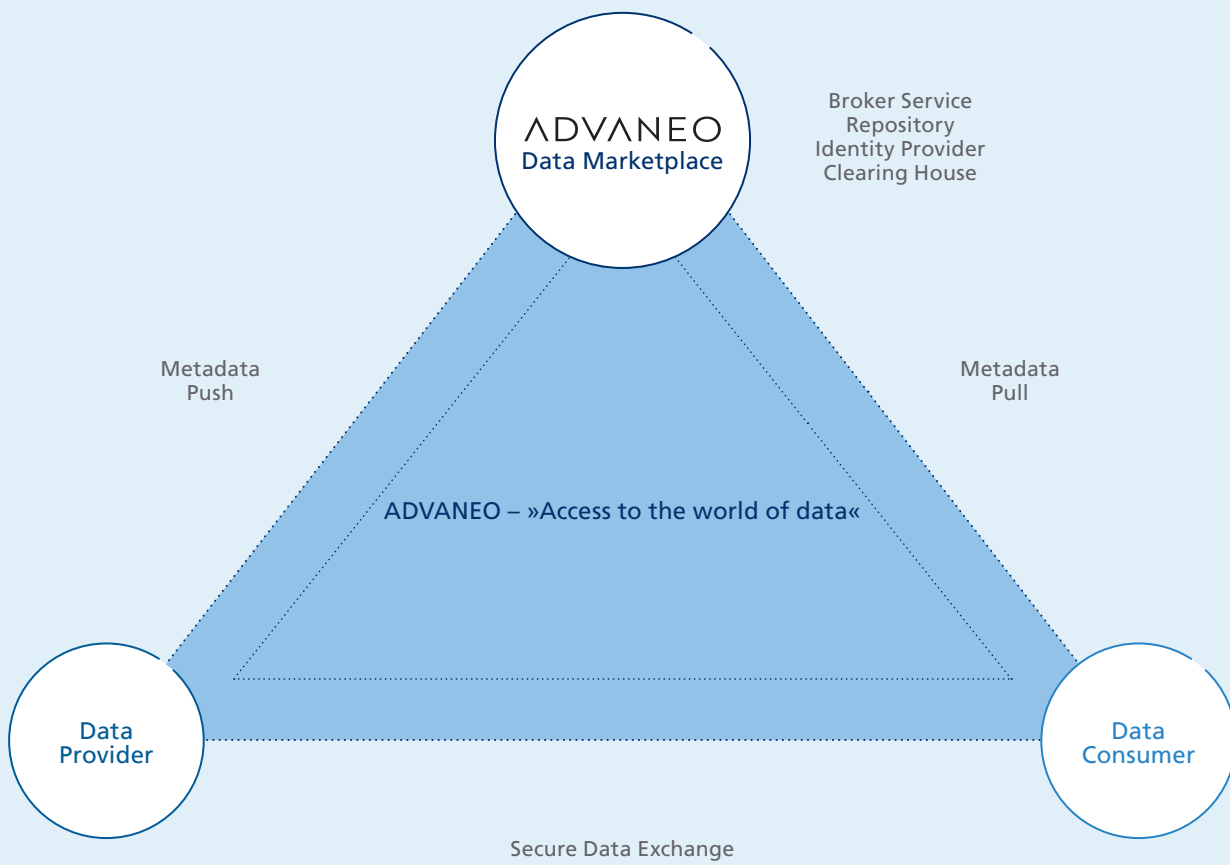 ADVANEO
Data Marketplace
Broker Service
Repository
Identity Provider
Clearing House
Metadata
Push
Metadata
Pull
ADVANEO – »Access to the world of data«
Data
Provider
Data
Consumer
Secure Data Exchange